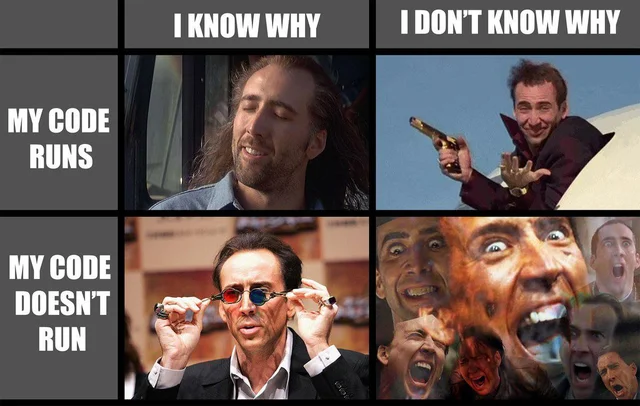 I KNOW WHY
I DON'T KNOW WHY
MY CODE
RUNS
MY CODE
DOESN'T
RUN